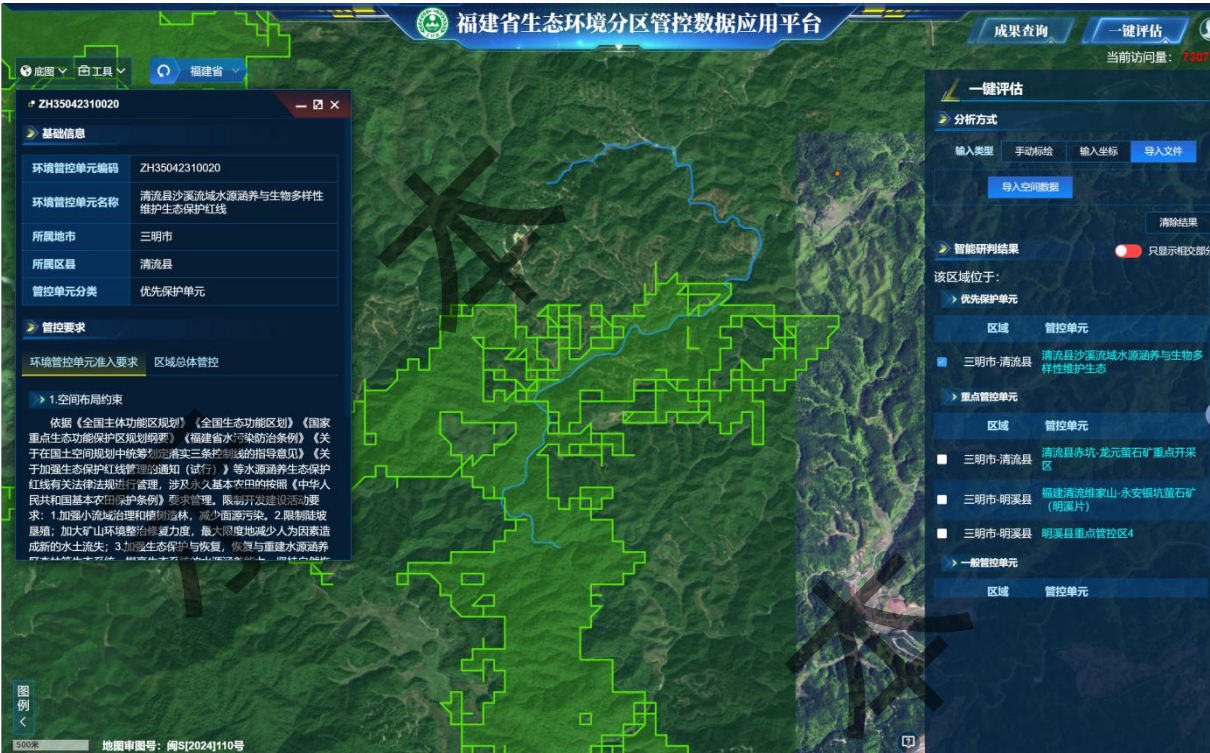 福建省生态环境分区管控数据应用平台
成果查询
一键评估
当前访问量：
底图
工具
福建省
ZH35042310020
基础信息
环境管控单元编码 ZH35042310020
环境管控单元名称 清流县沙溪流域水源涵养与生物多样性
维护生态保护红线
所属地市 三明市
所属区县 清流县
管控单元分类 优先保护单元
管控要求
环境管控单元准入要求 区域总体管控
1.空间布局约束
依据《全国主体功能区规划》《全国生态功能区划》《国家
重点生态功能保护区规划纲要》《福建省水污染防治条例》《关
于在国土空间规划中统筹划定落实三条控制线的指导意见》《关
于加强生态保护红线管理的通知（试行）》等水源涵养生态保护
红线有关法律法规进行管理，涉及永久基本农田的按照《中华人
民共和国基本农田保护条例》要求管理。限制开发建设活动要
求：1.加强小流域治理和植树造林，减少面源污染。2.限制陡坡
垦殖；加大矿山环境整治修复力度，最大限度地减少人为因素造
成新的水土流失；3.加强生态保护与恢复，恢复与重建水源涵养
一键评估
分析方式
输入类型 手动标绘 输入坐标 导入文件
导入空间数据
清除结果
智能研判结果 只显示相交部分
该区域位于：
优先保护单元
区域 管控单元
三明市-清流县 清流县沙溪流域水源涵养与生物多
样性维护生态
重点管控单元
区域 管控单元
三明市-清流县 清流县赤坑-龙元萤石矿重点开采
区
三明市-明溪县 福建清流维家山-永安银坑萤石矿
（明溪片）
三明市-明溪县 明溪县重点管控区4
一般管控单元
区域 管控单元
图
例
500米
地图审图号：闽S[2024]110号
本